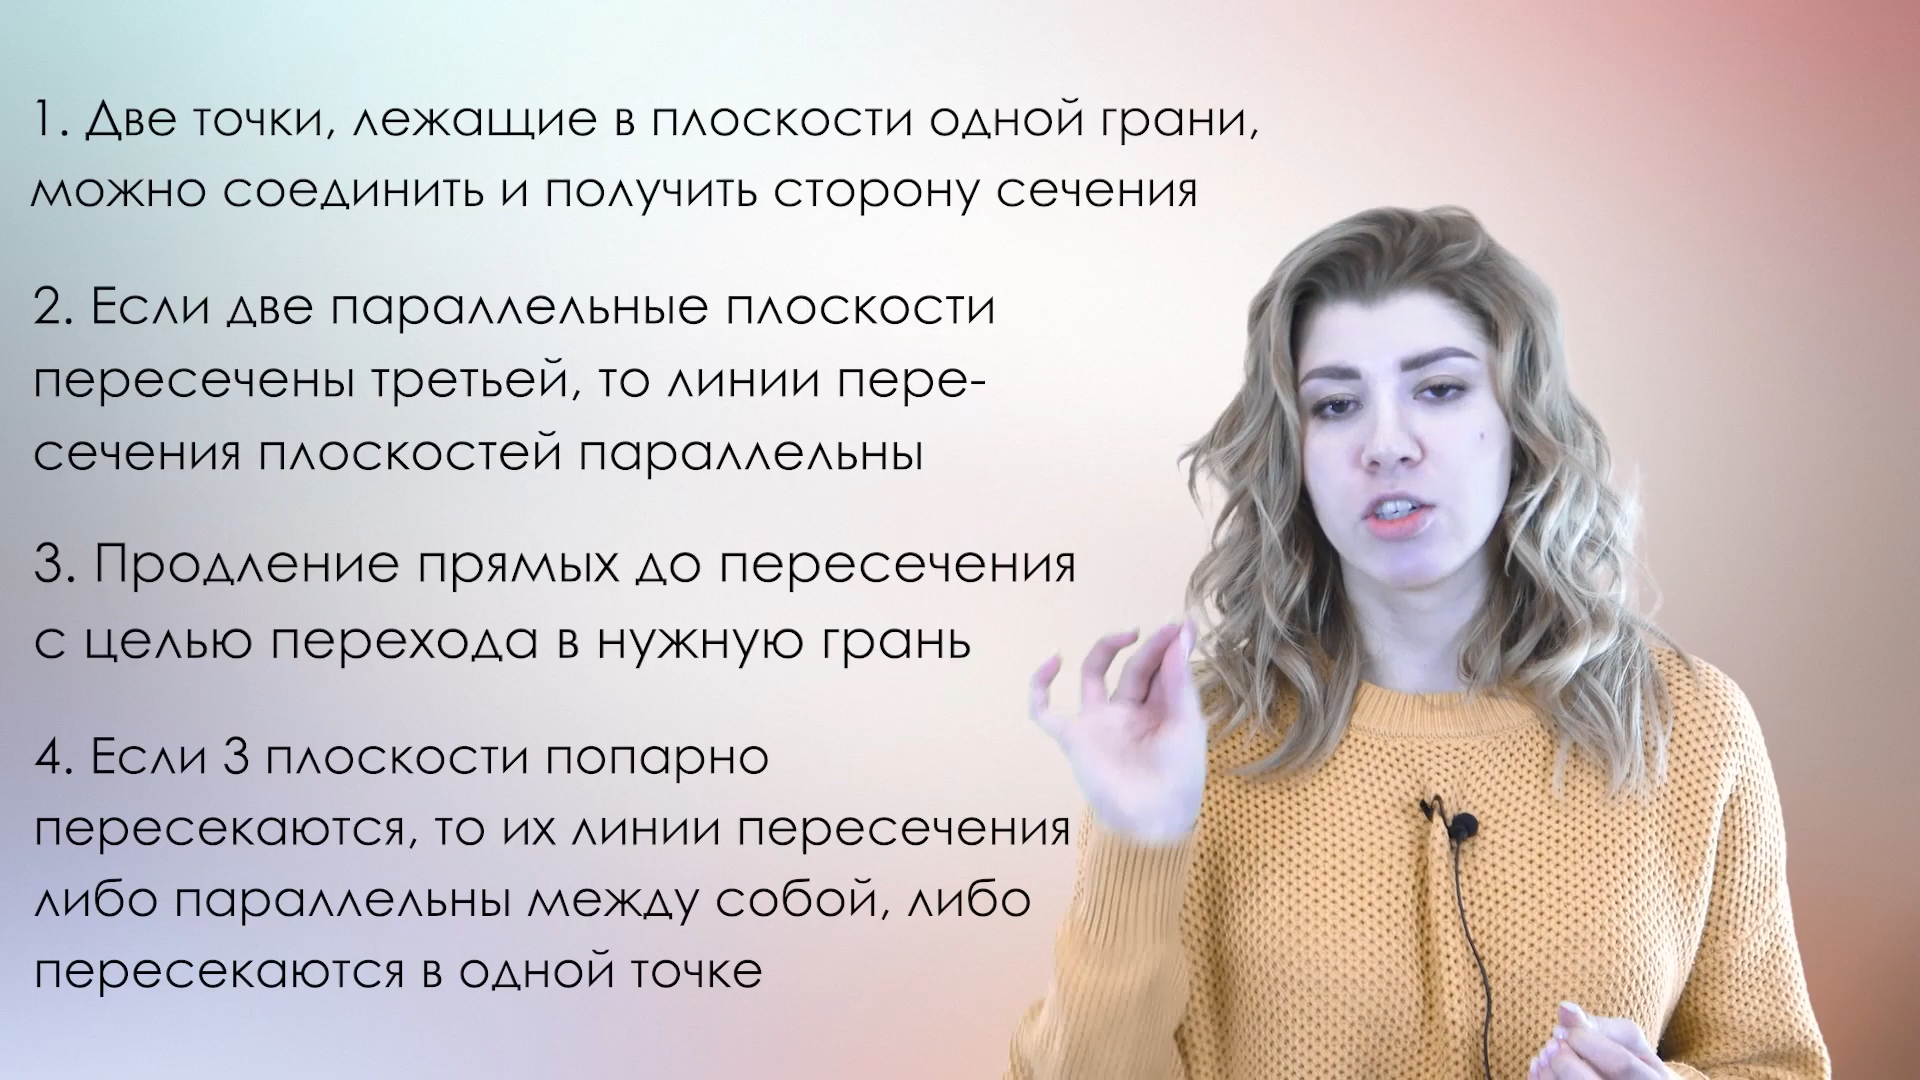 1. Две точки, лежащие в плоскости одной грани,
можно соединить и получить сторону сечения
2. Если две параллельные плоскости
пересечены третьей, то линии пере-
сечения плоскостей параллельны
3. Продление прямых до пересечения
с целью перехода в нужную грань
4. Если 3 плоскости попарно
пересекаются, то их линии пересечения
либо параллельны между собой, либо
пересекаются в одной точке